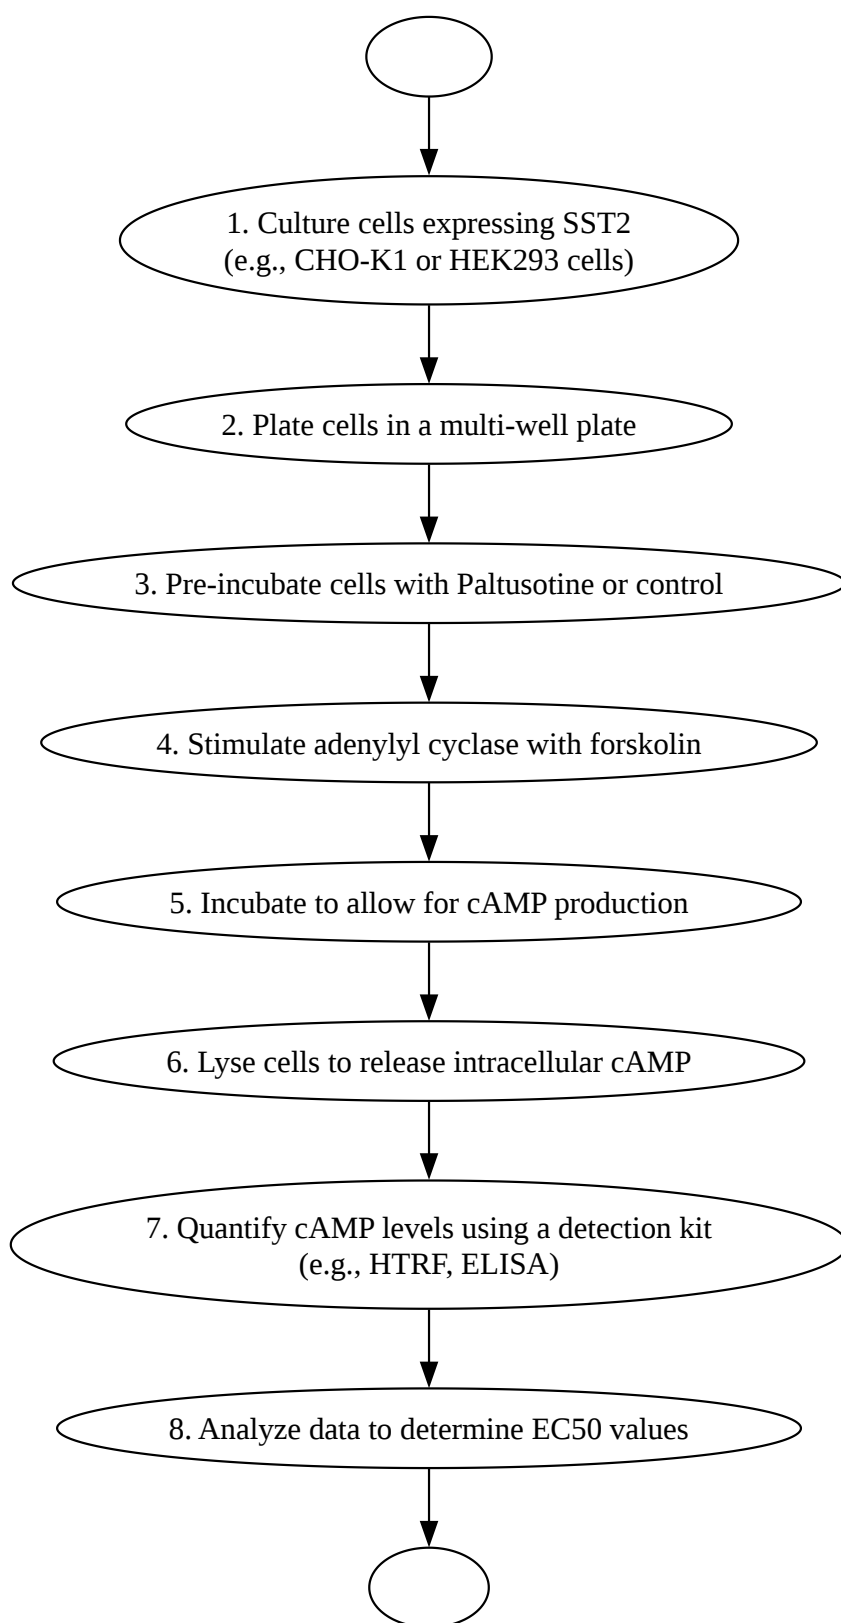 1. Culture cells expressing SST2
(e.g., CHO-K1 or HEK293 cells)
2. Plate cells in a multi-well plate
3. Pre-incubate cells with Paltusotine or control
4. Stimulate adenylyl cyclase with forskolin
5. Incubate to allow for cAMP production
6. Lyse cells to release intracellular cAMP
7. Quantify cAMP levels using a detection kit
(e.g., HTRF, ELISA)
8. Analyze data to determine EC50 values